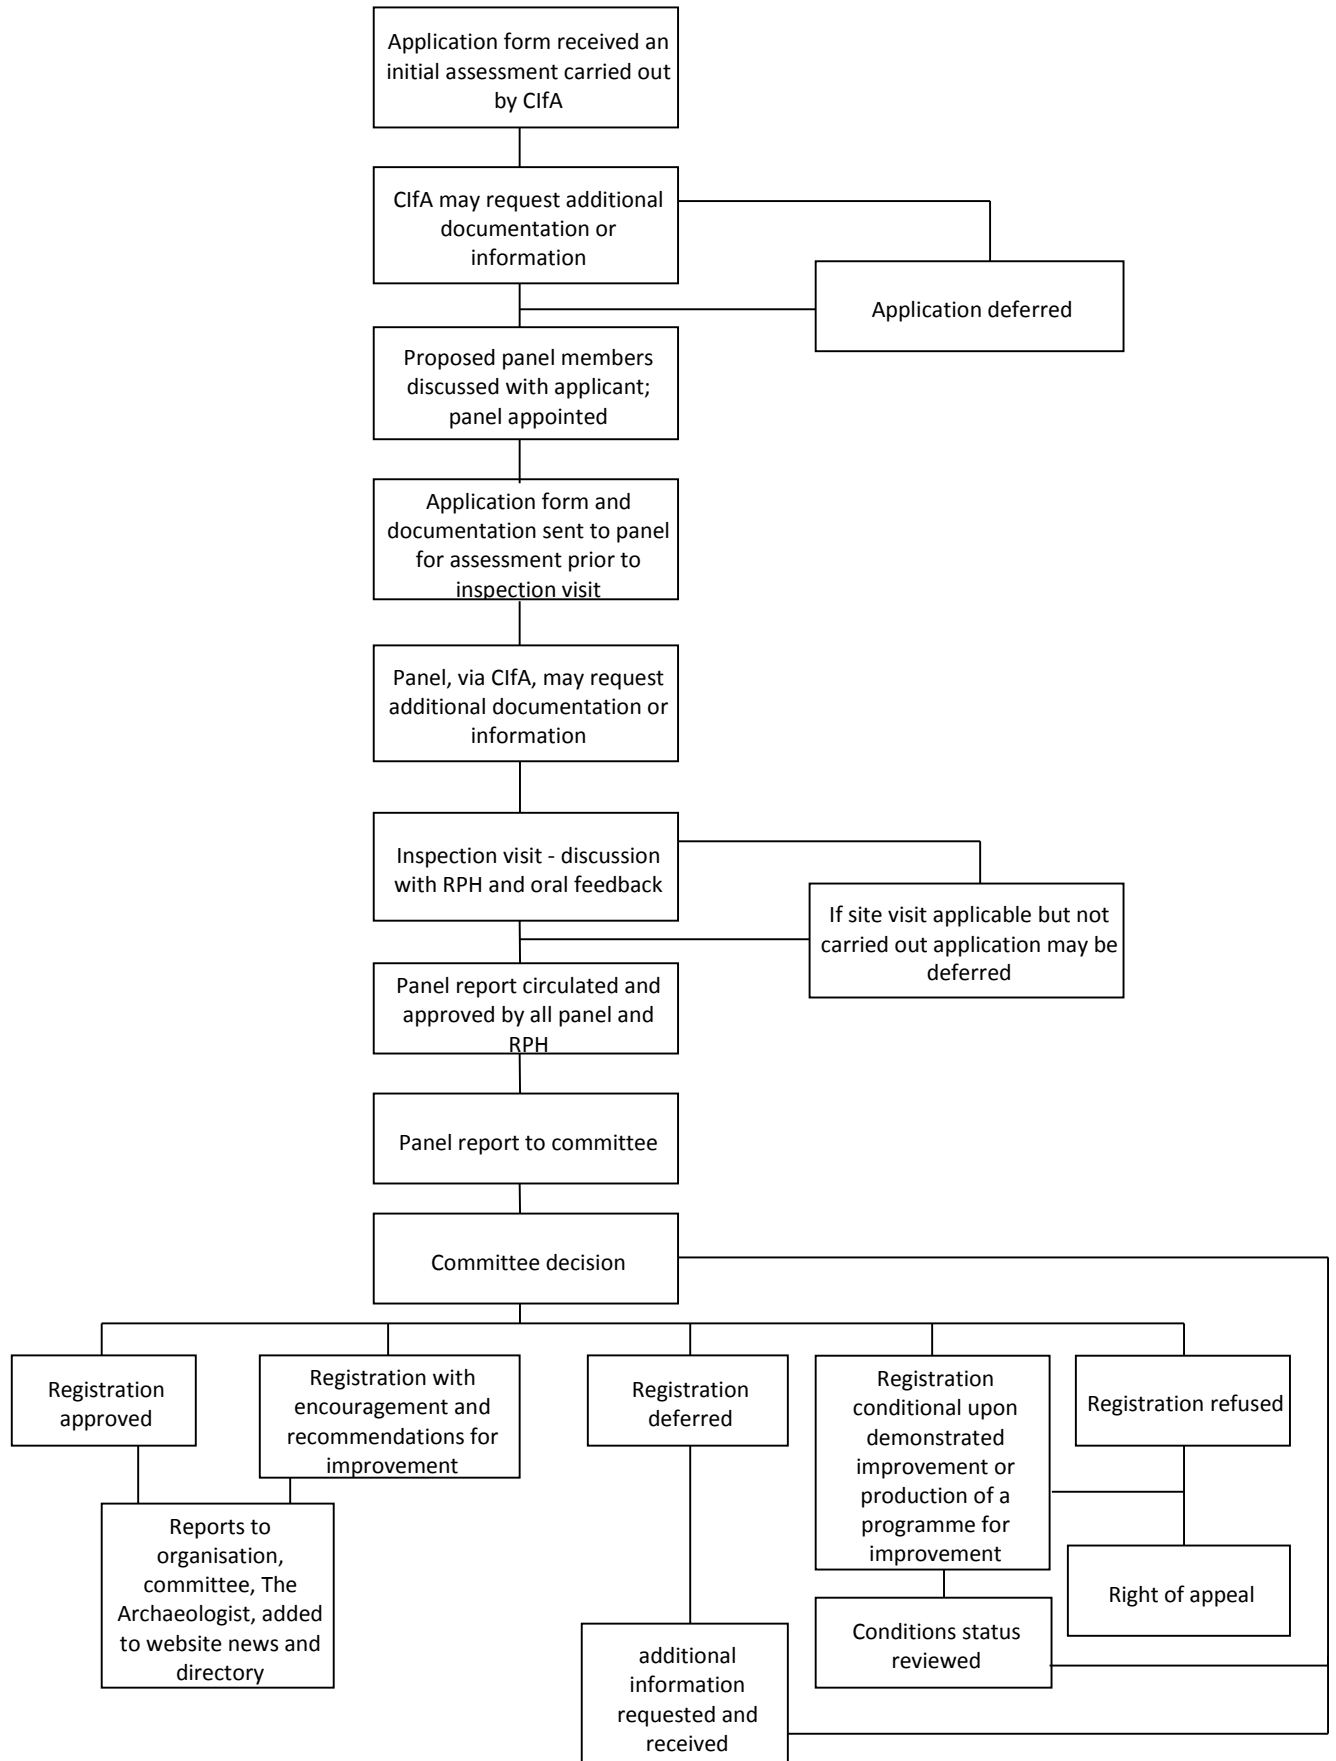 Application form received an
initial assessment carried out
by CIfA
CIfA may request additional
documentation or
information
Application deferred
Proposed panel members
discussed with applicant;
panel appointed
Application form and
documentation sent to panel
for assessment prior to
inspection visit
Panel, via CIfA, may request
additional documentation or
information
Inspection visit - discussion
with RPH and oral feedback
If site visit applicable but not
carried out application may be
deferred
Panel report circulated and
approved by all panel and
RPH
Panel report to committee
Committee decision
Registration
approved
Registration with
encouragement and
recommendations for
improvement
Registration
deferred
Registration
conditional upon
demonstrated
improvement or
production of a
programme for
improvement
Registration refused
Reports to
organisation,
committee, The
Archaeologist, added
to website news and
directory
Right of appeal
Conditions status
reviewed
additional
information
requested and
received